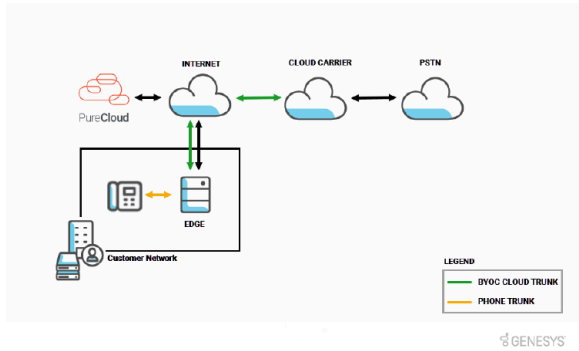 INTERNET
CLOUD CARRIER
PSTN
PureCloud
EDGE
Customer Network
LEGEND
BYOC CLOUD TRUNK
PHONE TRUNK
GENESYS